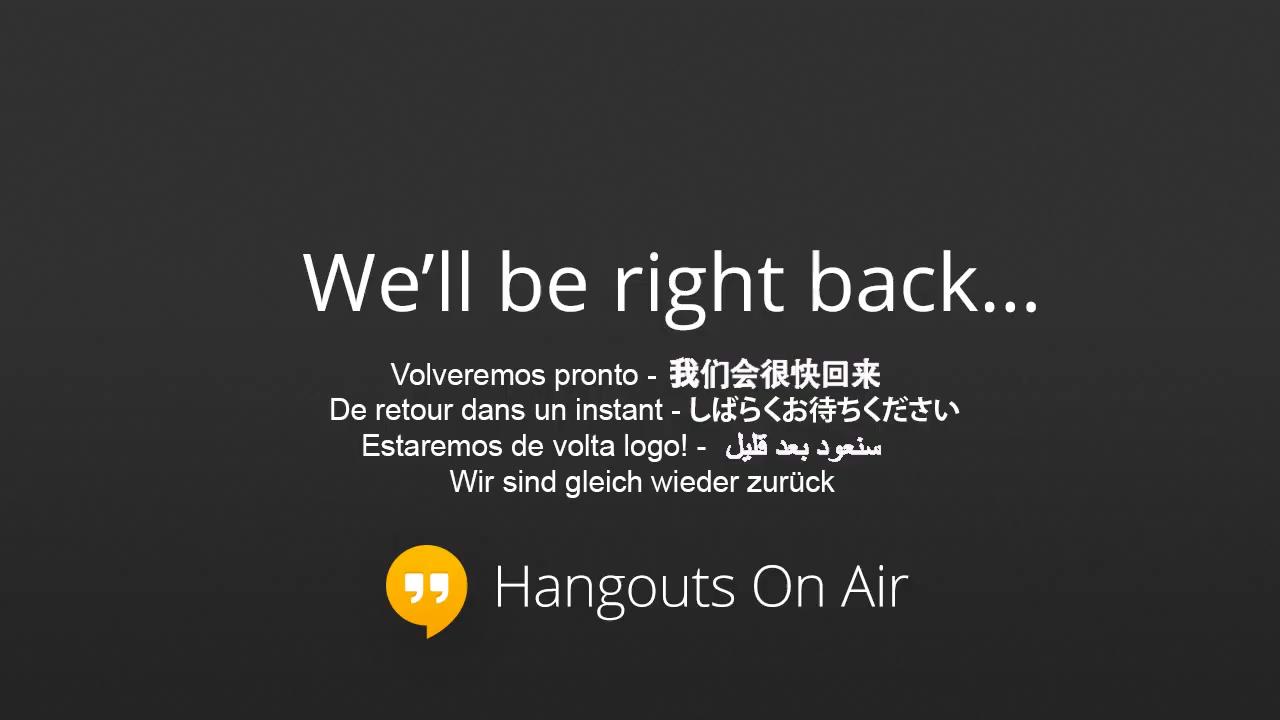 We’ll be right back...
Volveremos pronto - 我们会很快回来
De retour dans un instant - しばらくお待ちください
Estaremos de volta logo! - سنعود بعد قليل
Wir sind gleich wieder zurück
Hangouts On Air